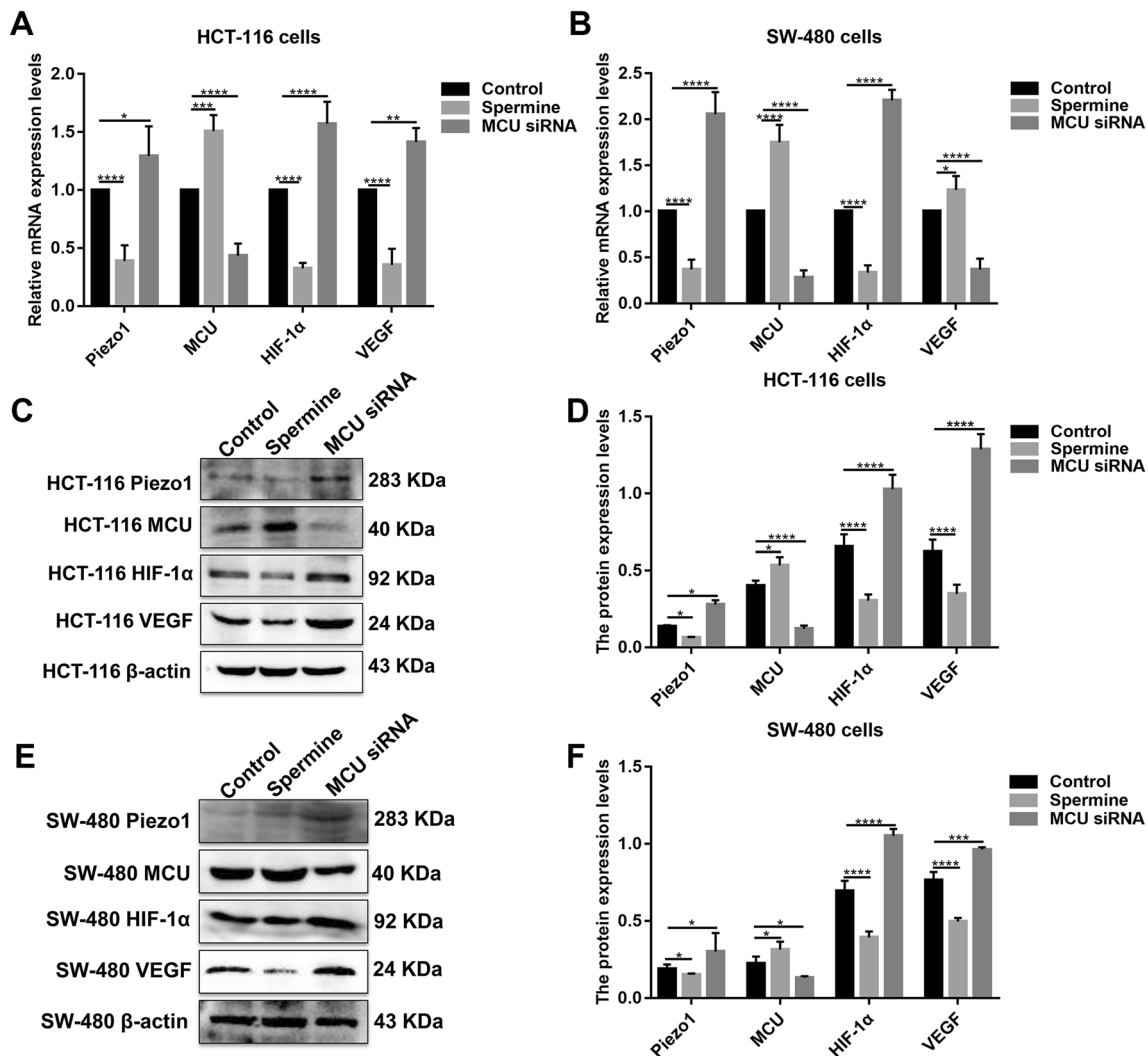 A
HCT-116 cells
Relative mRNA expression levels
2.0
1.5
1.0
0.5
0.0
* **** *** **** **** **** ** ****
Piezo1 MCU HIF-1α VEGF
Control
Spermine
MCU siRNA
B
SW-480 cells
Relative mRNA expression levels
2.5
2.0
1.5
1.0
0.5
0.0
**** **** **** **** **** **** **** *
Piezo1 MCU HIF-1α VEGF
Control
Spermine
MCU siRNA
C
Control Spermine MCU siRNA
HCT-116 Piezo1 283 KDa
HCT-116 MCU 40 KDa
HCT-116 HIF-1α 92 KDa
HCT-116 VEGF 24 KDa
HCT-116 β-actin 43 KDa
D
HCT-116 cells
The protein expression levels
1.5
1.0
0.5
0.0
* * **** * **** **** **** ****
Piezo1 MCU HIF-1α VEGF
Control
Spermine
MCU siRNA
E
Control Spermine MCU siRNA
SW-480 Piezo1 283 KDa
SW-480 MCU 40 KDa
SW-480 HIF-1α 92 KDa
SW-480 VEGF 24 KDa
SW-480 β-actin 43 KDa
F
SW-480 cells
The protein expression levels
1.5
1.0
0.5
0.0
* * * * **** **** *** ****
Piezo1 MCU HIF-1α VEGF
Control
Spermine
MCU siRNA